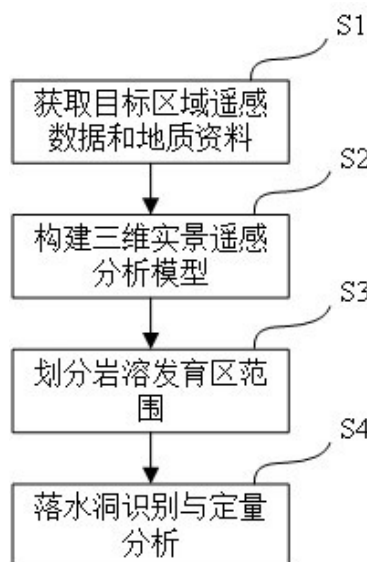 S1
获取目标区域遥感
数据和地质资料
S2
构建三维实景遥感
分析模型
S3
划分岩溶发育区范
围
S4
落水洞识别与定量
分析